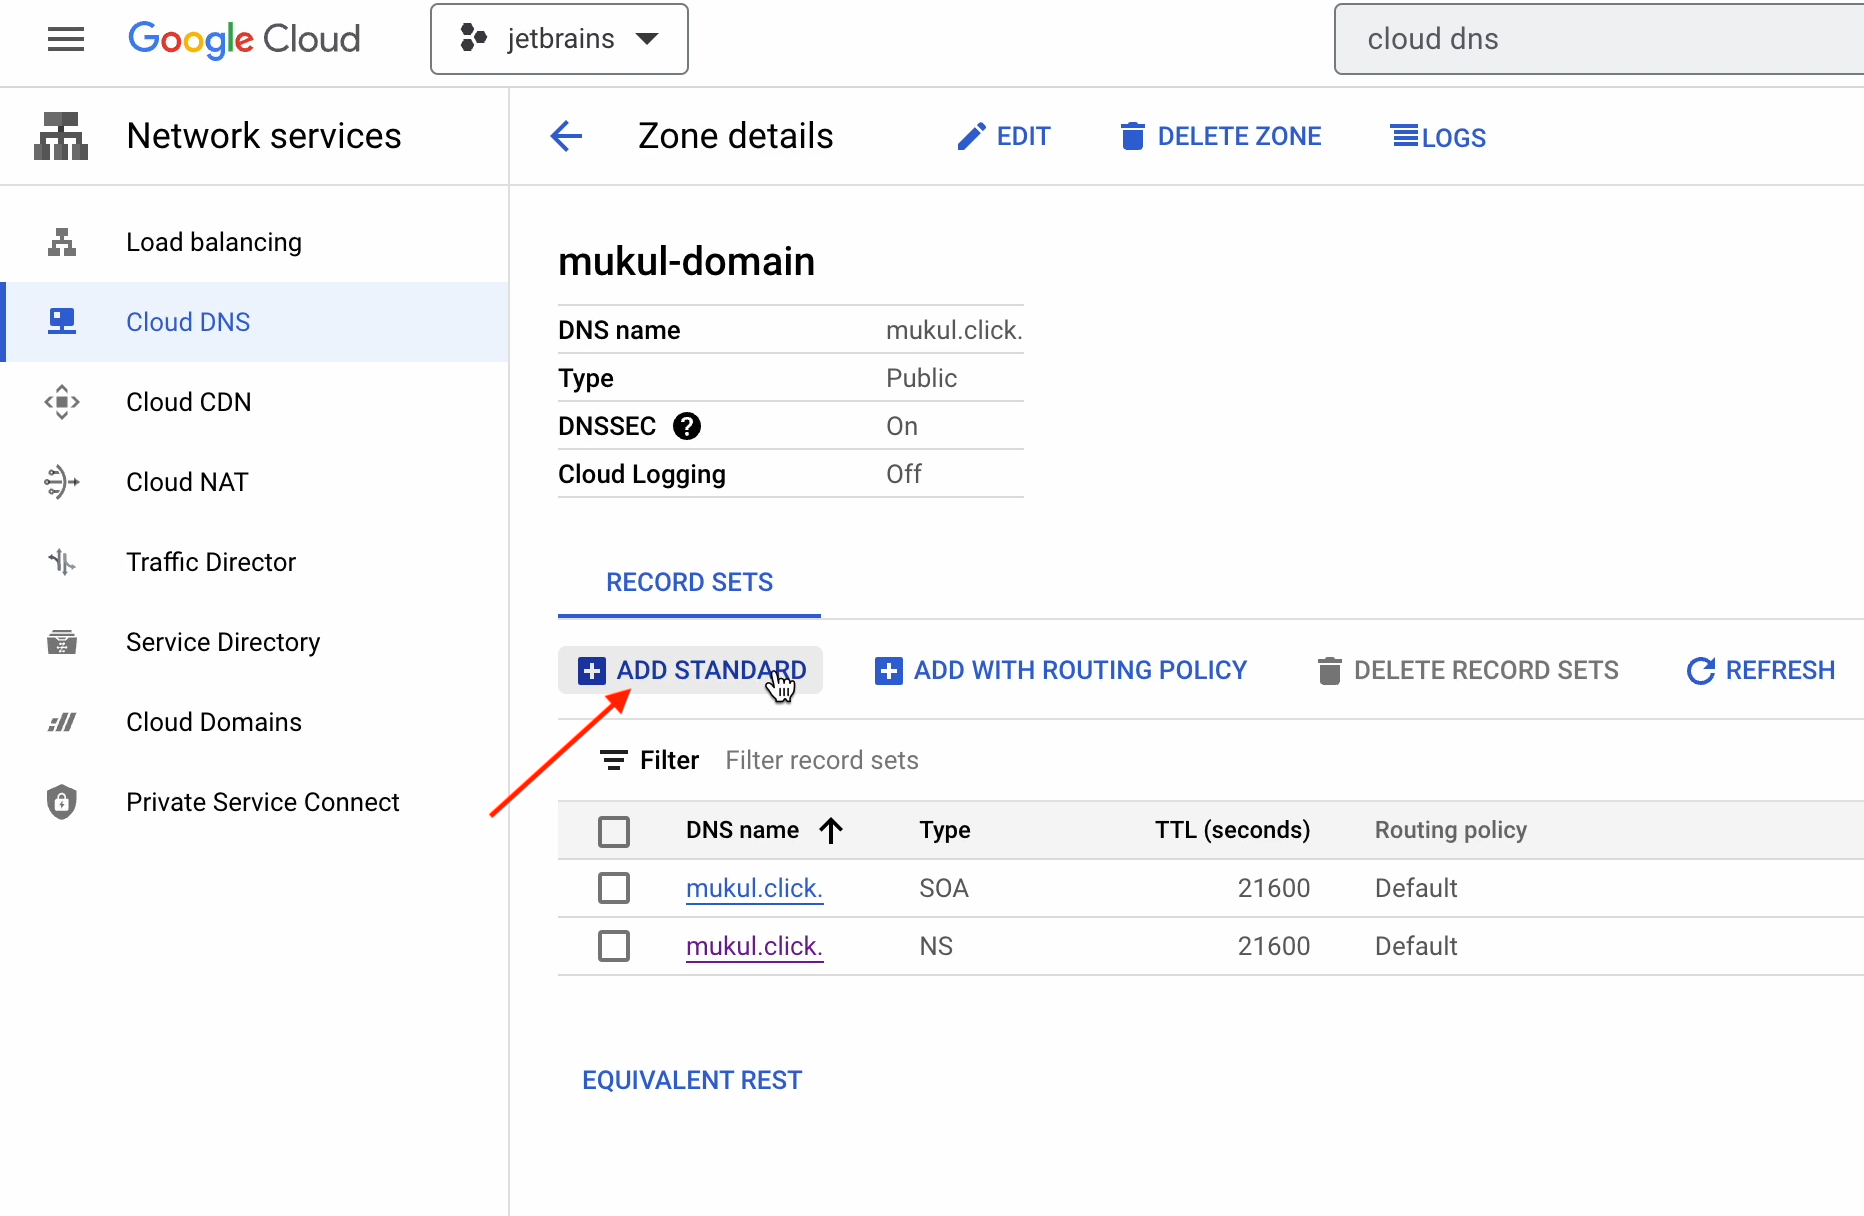 Google Cloud
jetbrains
cloud dns
Network services
Zone details
EDIT
DELETE ZONE
LOGS
Load balancing
Cloud DNS
Cloud CDN
Cloud NAT
Traffic Director
Service Directory
Cloud Domains
Private Service Connect
mukul-domain
DNS name mukul.click.
Type Public
DNSSEC ? On
Cloud Logging Off
RECORD SETS
ADD STANDARD
ADD WITH ROUTING POLICY
DELETE RECORD SETS
REFRESH
Filter Filter record sets
DNS name Type TTL (seconds) Routing policy
mukul.click. SOA 21600 Default
mukul.click. NS 21600 Default
EQUIVALENT REST